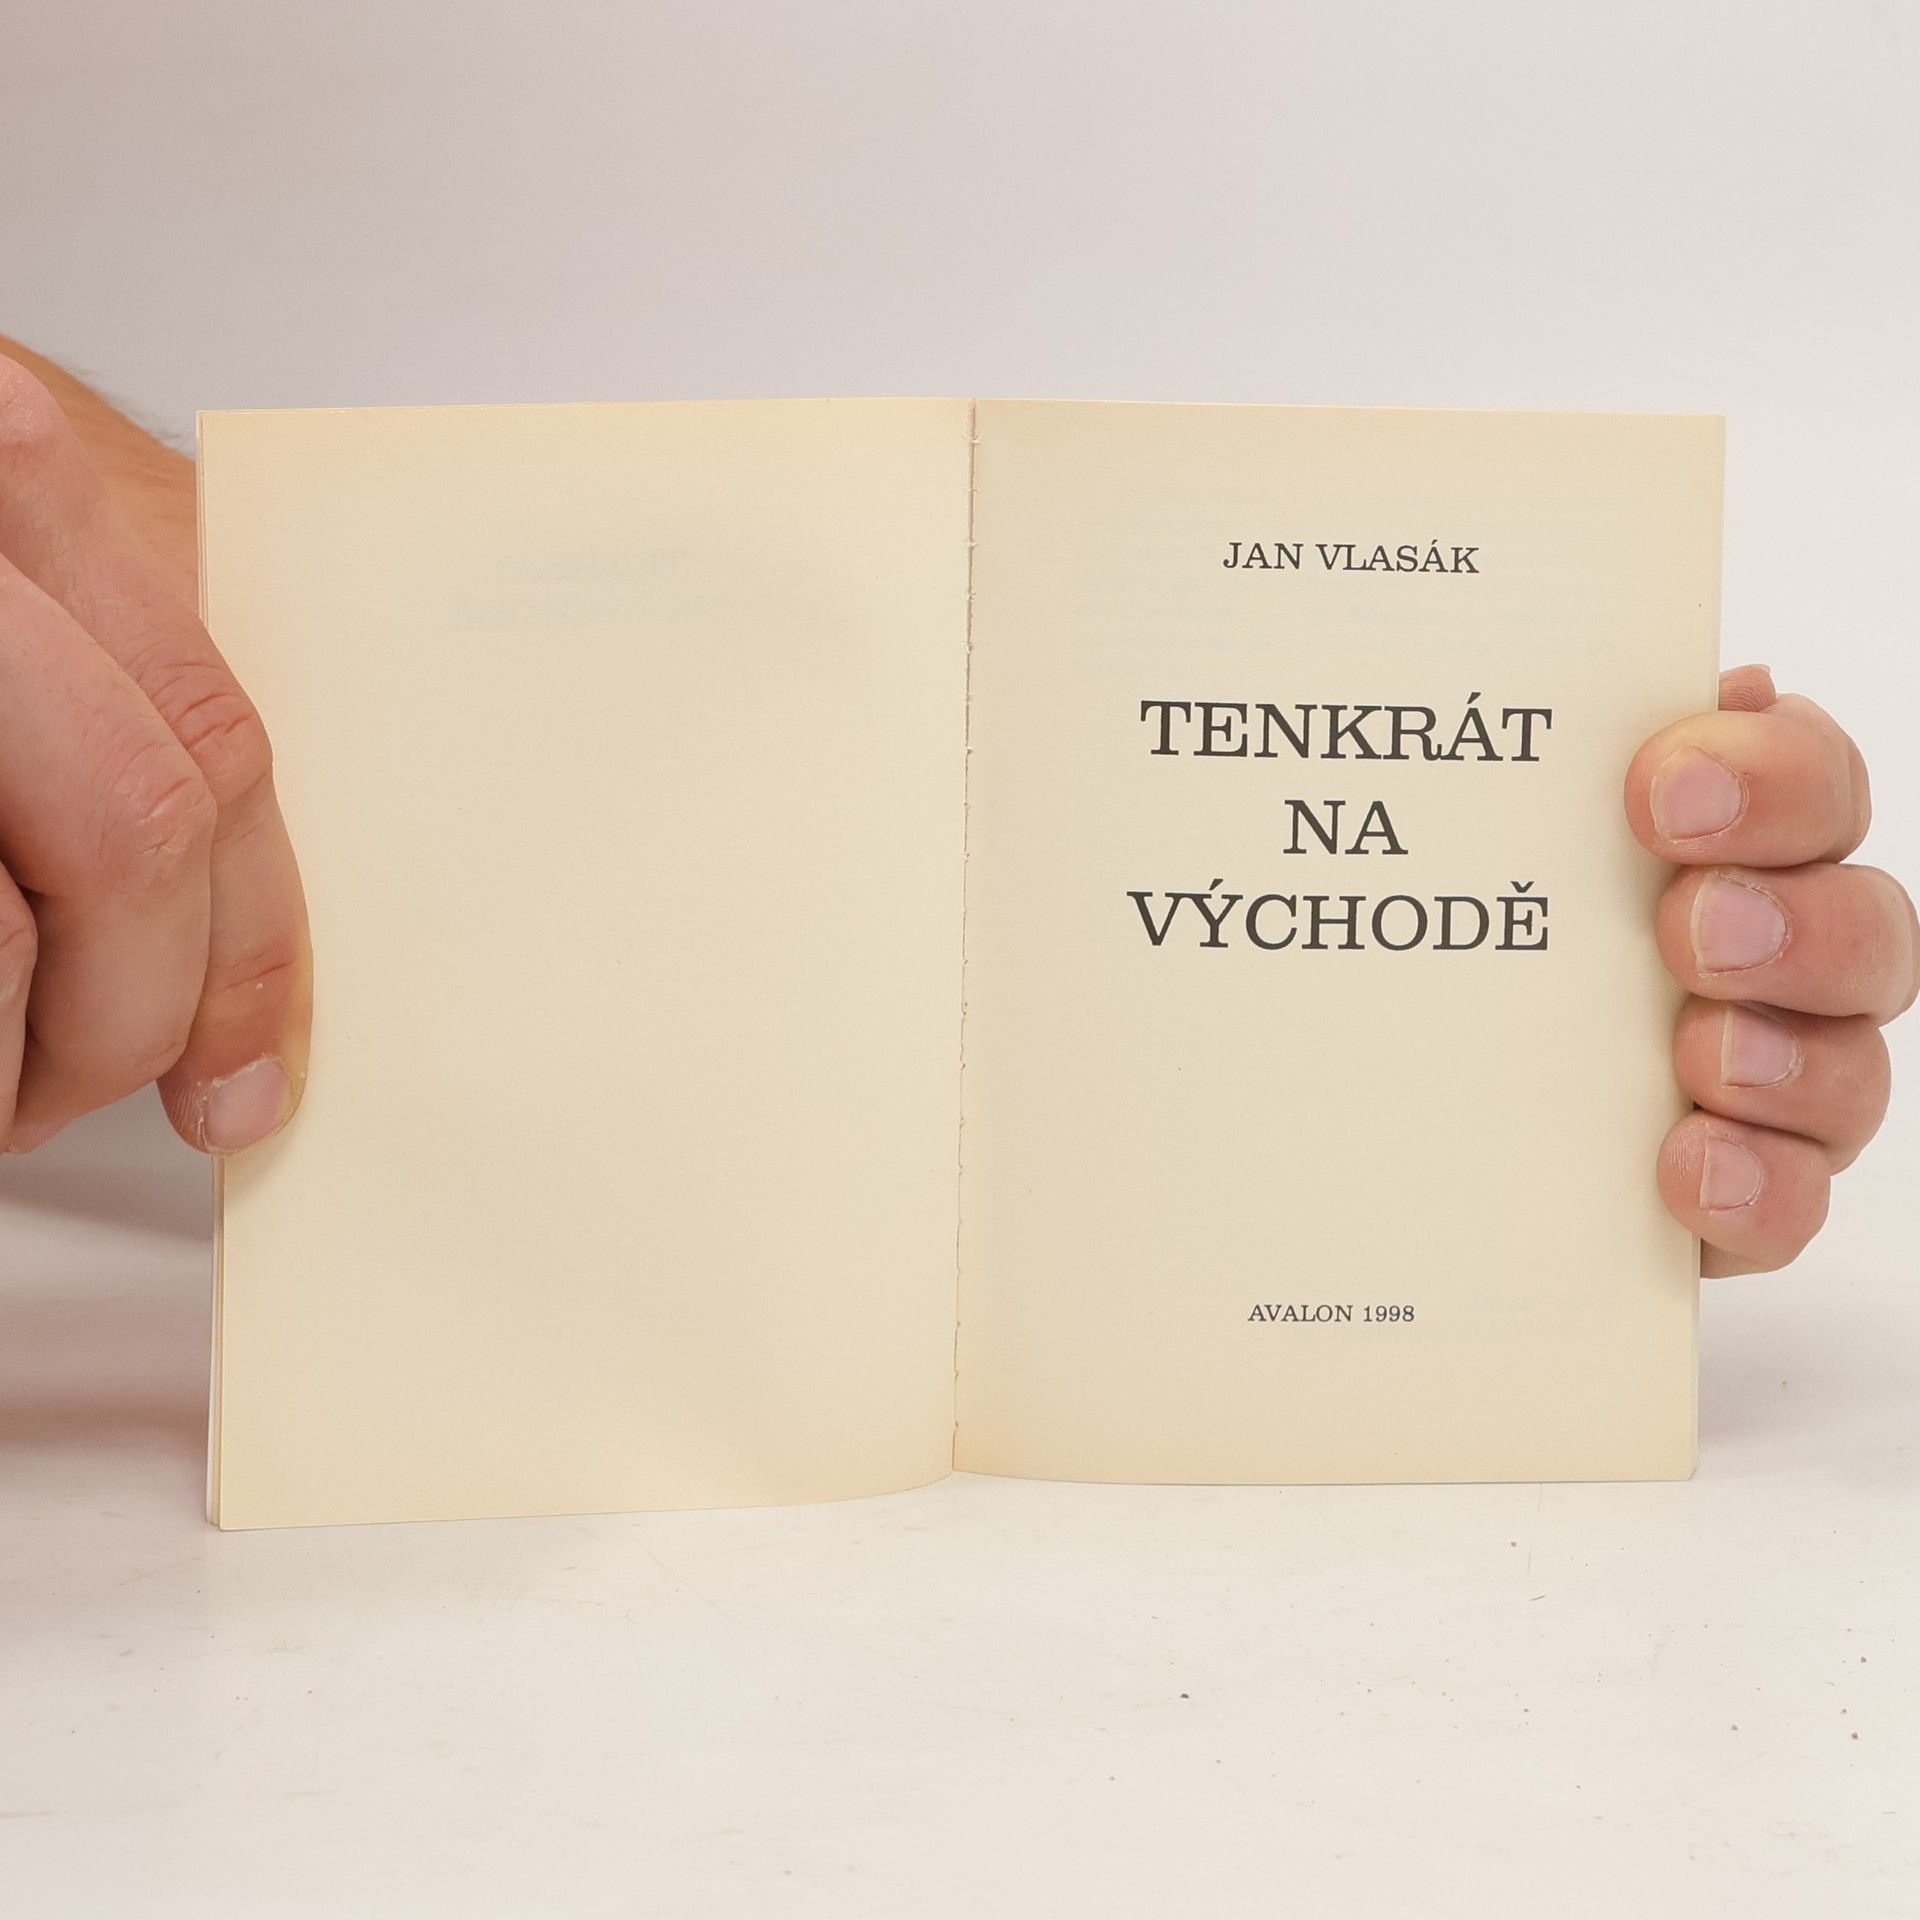 JAN VLASÁK
TENKRÁT
NA
VÝCHODĚ
AVALON 1998